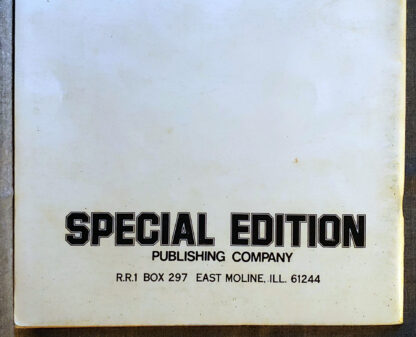 SPECIAL EDITION
PUBLISHING COMPANY
R.R.1 BOX 297 EAST MOLINE, ILL. 61244